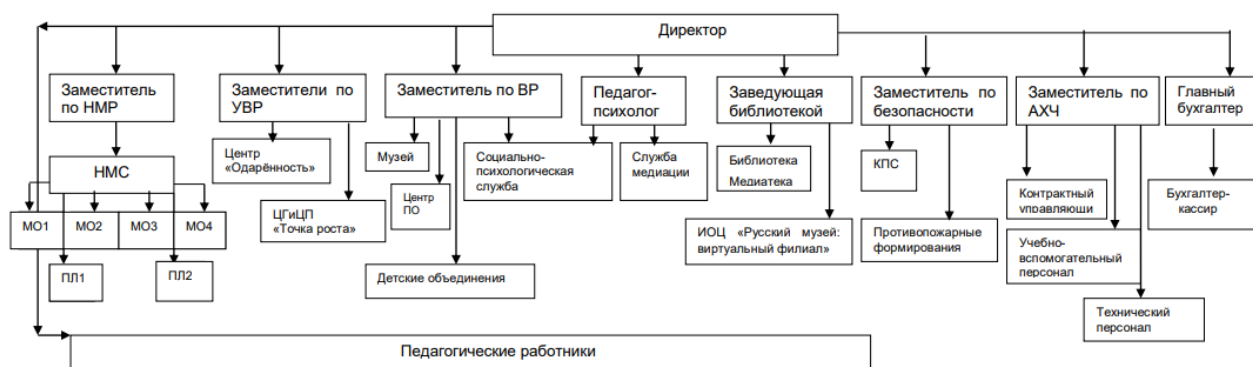 Директор
Заместитель
по НМР
Заместители по
УВР
Заместитель по ВР
Педагог-
психолог
Заведующая
библиотекой
Заместитель по
безопасности
Заместитель по
АХЧ
Главный
бухгалтер
НМС
Центр
«Одарённость»
Музей
Социально-
психологическая
служба
Служба
медиации
Библиотека
Медиатека
КПС
Контрактный
управляющи
Бухгалтер-
кассир
Центр
ПО
МО1
МО2
МО3
МО4
ЦГиЦП
«Точка роста»
ИОЦ «Русский музей:
виртуальный филиал»
Противопожарные
формирования
Учебно-
вспомогательный
персонал
ПЛ1
ПЛ2
Детские объединения
Технический
персонал
Педагогические работники